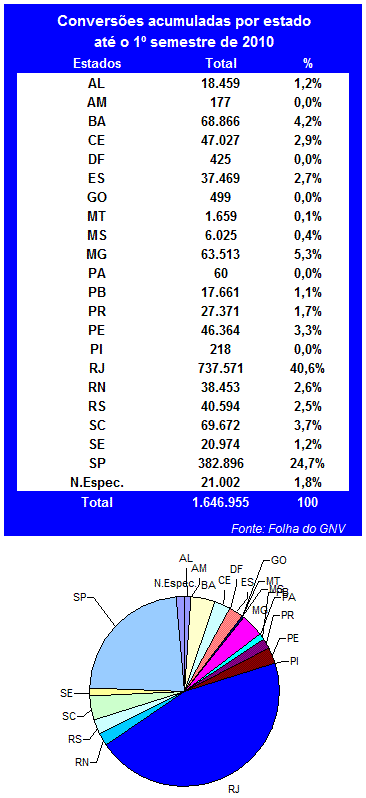 Conversões acumuladas por estado
até o 1º semestre de 2010
Estados Total %
AL 18.459 1,2%
AM 177 0,0%
BA 68.866 4,2%
CE 47.027 2,9%
DF 425 0,0%
ES 37.469 2,7%
GO 499 0,0%
MT 1.659 0,1%
MS 6.025 0,4%
MG 63.513 5,3%
PA 60 0,0%
PB 17.661 1,1%
PR 27.371 1,7%
PE 46.364 3,3%
PI 218 0,0%
RJ 737.571 40,6%
RN 38.453 2,6%
RS 40.594 2,5%
SC 69.672 3,7%
SE 20.974 1,2%
SP 382.896 24,7%
N.Espec. 21.002 1,8%
Total 1.646.955 100
Fonte: Folha do GNV
AL
AM
N.Espec.
BA
CE
DF
ES
GO
MT
MS
MG
PB
PA
PR
PE
PI
SP
SE
SC
RS
RN
RJ